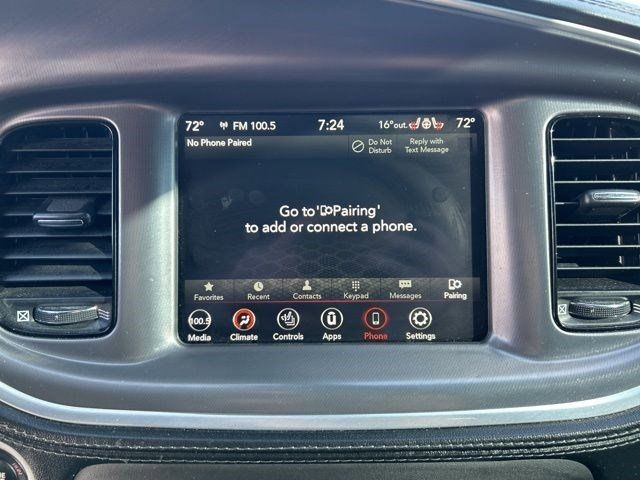 72° FM 100.5 7:24 16°out. 72°
No Phone Paired Do Not Disturb Reply with Text Message
Go to 'Pairing'
to add or connect a phone.
Favorites Recent Contacts Keypad Messages Pairing
100.5
Media Climate Controls Apps Phone Settings